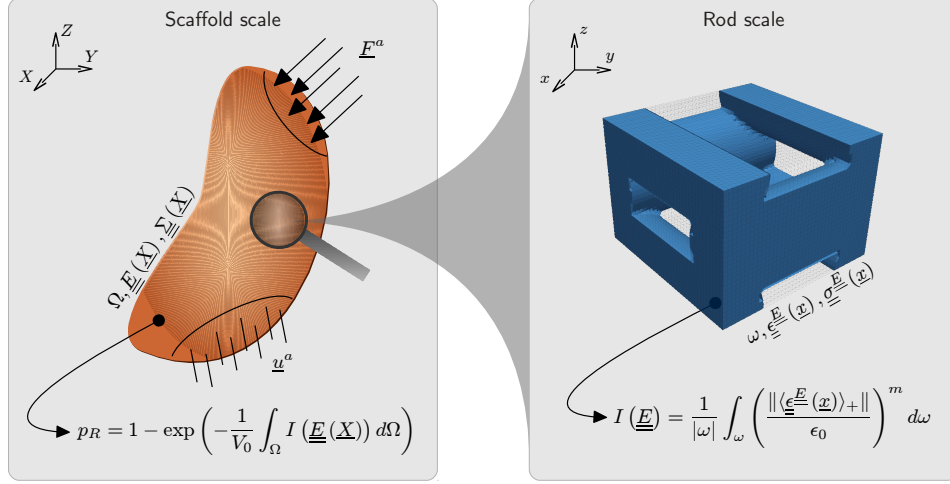 Scaffold scale
Z
Y
X
F^a
Ω, E (X), Σ (X)
u^a
p_R = 1 − exp ( − 1/V_0 ∫_Ω I ( E (X) ) dΩ )
Rod scale
z
y
x
ω, ϵ^E (x), σ^E (x)
I ( E ) = 1/|ω| ∫_ω ( ‖⟨ϵ^E (x)⟩_+‖ / ϵ_0 )^m dω